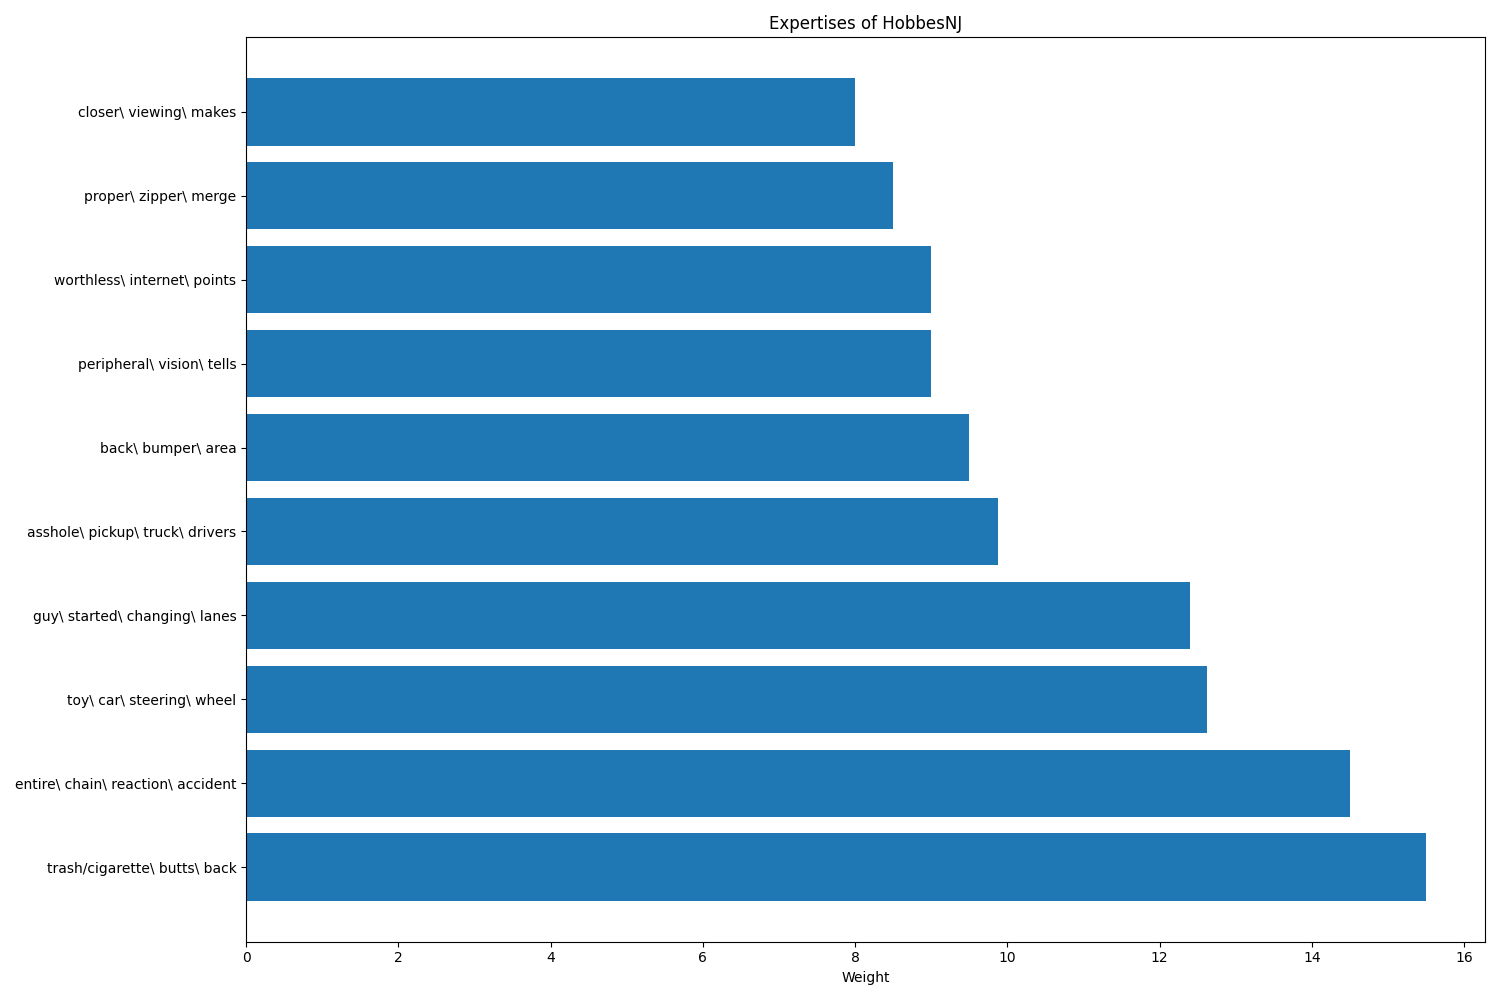 Expertises of HobbesNJ
closer\ viewing\ makes
proper\ zipper\ merge
worthless\ internet\ points
peripheral\ vision\ tells
back\ bumper\ area
asshole\ pickup\ truck\ drivers
guy\ started\ changing\ lanes
toy\ car\ steering\ wheel
entire\ chain\ reaction\ accident
trash/cigarette\ butts\ back
0 2 4 6 8 10 12 14 16
Weight